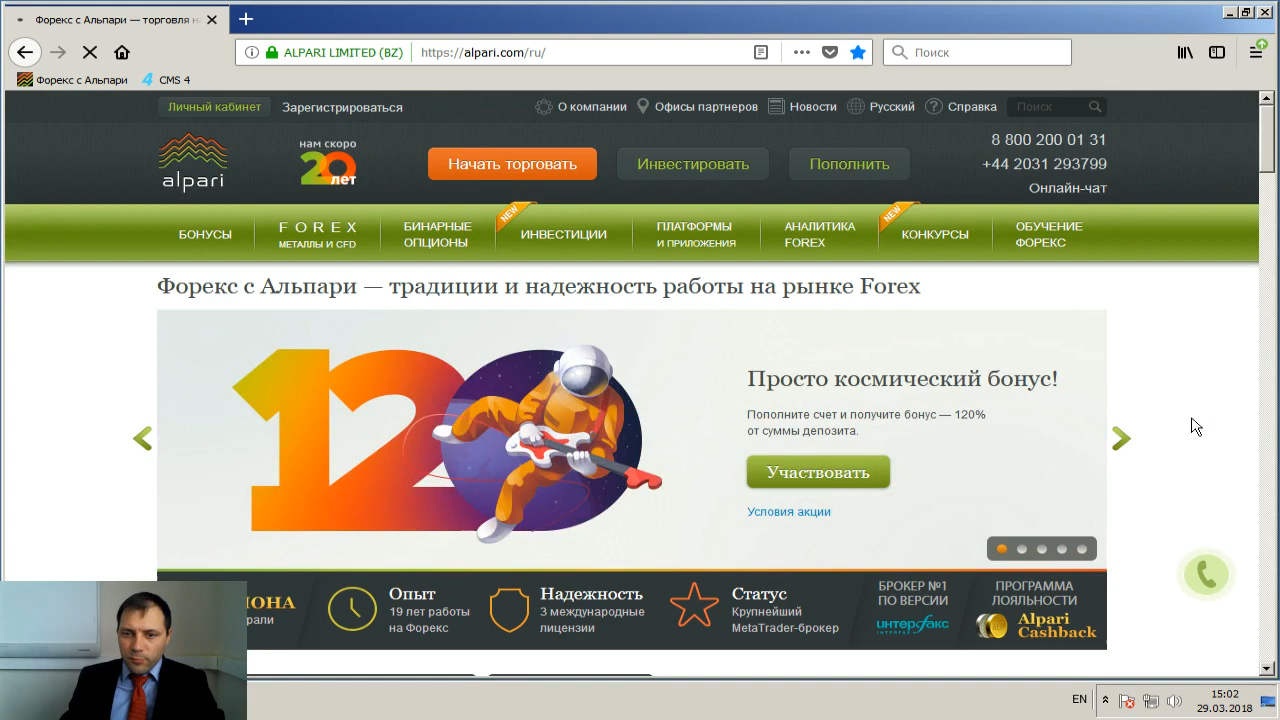 Форекс с Альпари — торговля н
ALPARI LIMITED (BZ)
https://alpari.com/ru/
Поиск
Форекс с Альпари
CMS 4
Личный кабинет
Зарегистрироваться
О компании
Офисы партнеров
Новости
Русский
Справка
Поиск
alpari
нам скоро
20 лет
Начать торговать
Инвестировать
Пополнить
8 800 200 01 31
+44 2031 293799
Онлайн-чат
БОНУСЫ
FOREX
МЕТАЛЛЫ И CFD
БИНАРНЫЕ
ОПЦИОНЫ
NEW
ИНВЕСТИЦИИ
ПЛАТФОРМЫ
И ПРИЛОЖЕНИЯ
АНАЛИТИКА
FOREX
NEW
КОНКУРСЫ
ОБУЧЕНИЕ
ФОРЕКС
Форекс с Альпари — традиции и надежность работы на рынке Forex
120
Просто космический бонус!
Пополните счет и получите бонус — 120%
от суммы депозита.
Участвовать
Условия акции
ИОНА
рали
Опыт
19 лет работы
на Форекс
Надежность
3 международные
лицензии
Статус
Крупнейший
MetaTrader-брокер
БРОКЕР №1
ПО ВЕРСИИ
интерфакс
INTERFAX
ПРОГРАММА
ЛОЯЛЬНОСТИ
Alpari
Cashback
EN
15:02
29.03.2018